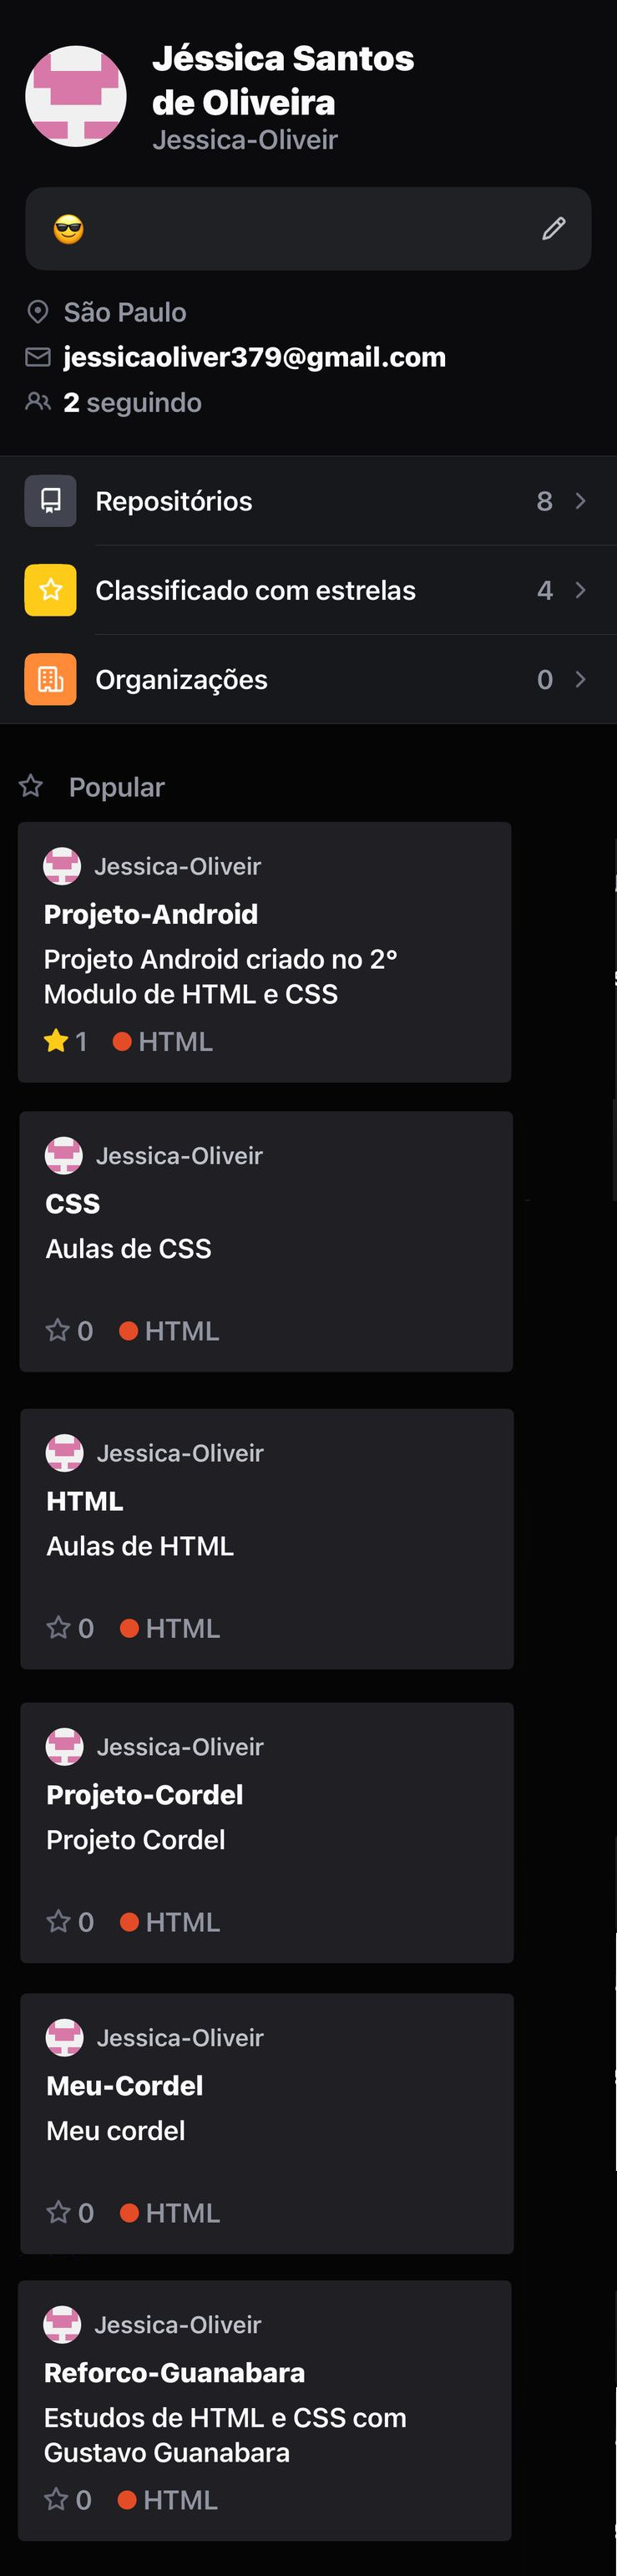 Jéssica Santos
de Oliveira
Jessica-Oliveir
São Paulo
jessicaoliver379@gmail.com
2 seguindo
Repositórios 8
Classificado com estrelas 4
Organizações 0
Popular
Jessica-Oliveir
Projeto-Android
Projeto Android criado no 2°
Modulo de HTML e CSS
1 HTML
Jessica-Oliveir
CSS
Aulas de CSS
0 HTML
Jessica-Oliveir
HTML
Aulas de HTML
0 HTML
Jessica-Oliveir
Projeto-Cordel
Projeto Cordel
0 HTML
Jessica-Oliveir
Meu-Cordel
Meu cordel
0 HTML
Jessica-Oliveir
Reforco-Guanabara
Estudos de HTML e CSS com
Gustavo Guanabara
0 HTML